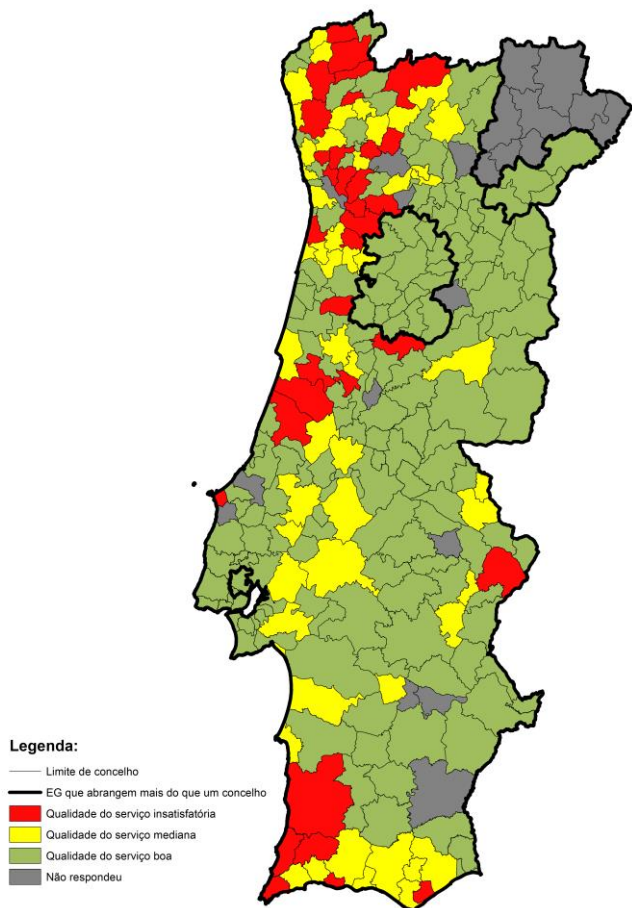 Legenda:
Limite de concelho
EG que abrangem mais do que um concelho
Qualidade do serviço insatisfatória
Qualidade do serviço mediana
Qualidade do serviço boa
Não respondeu